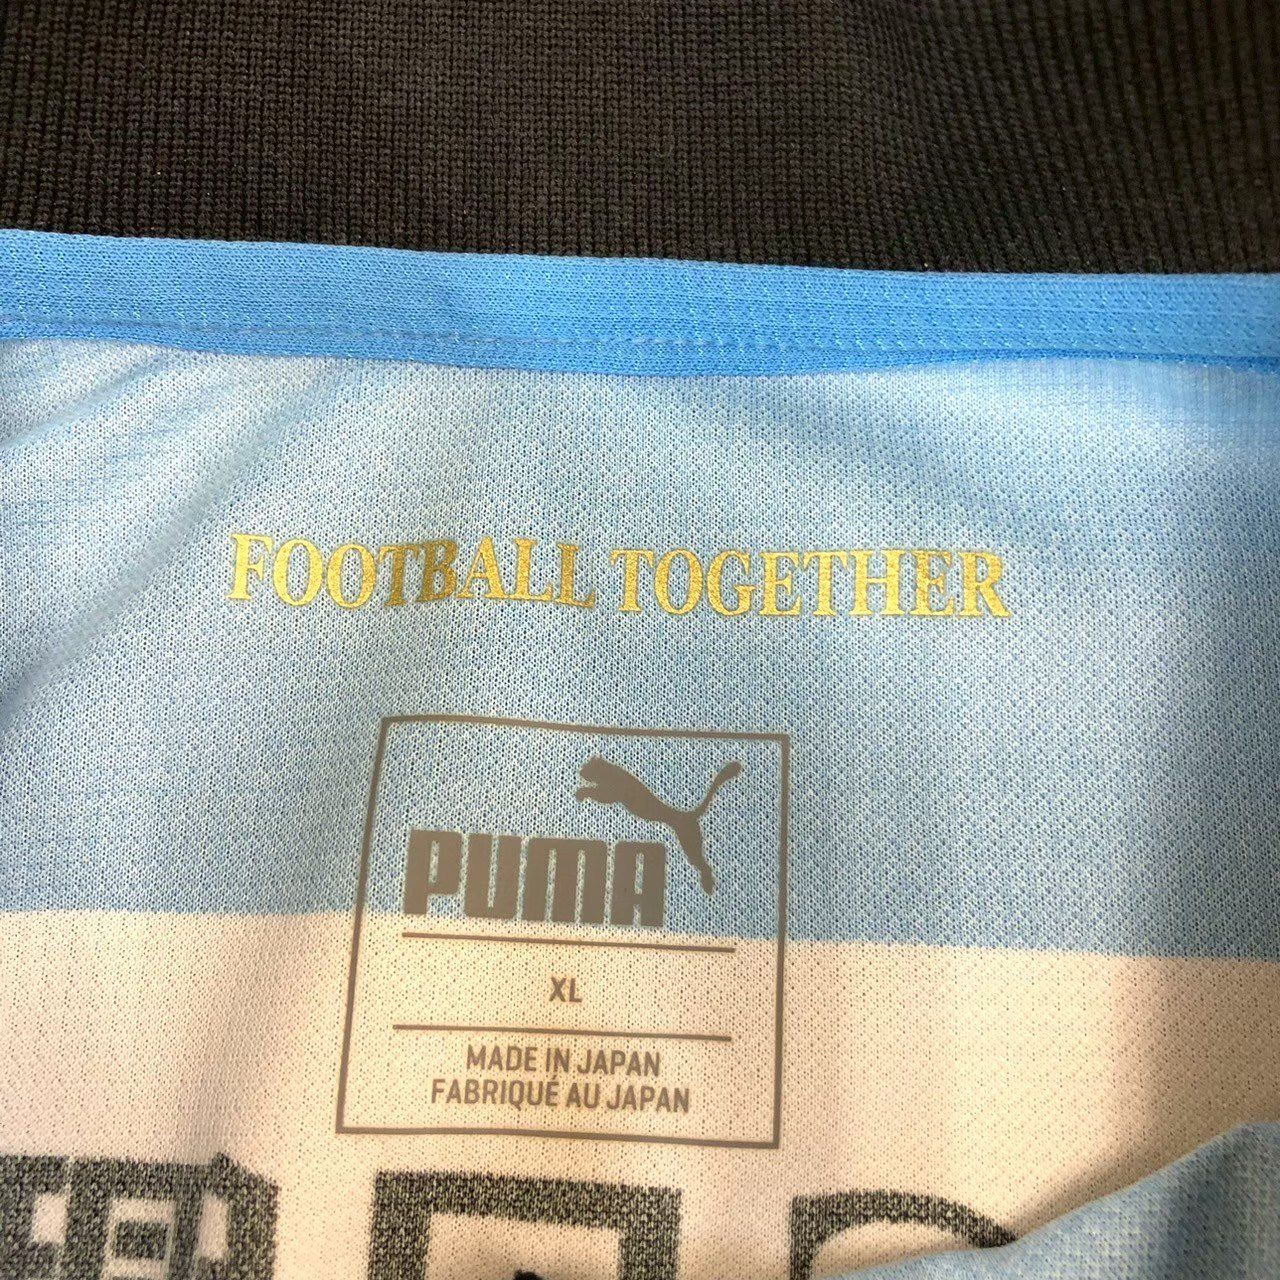 FOOTBALL TOGETHER
PUMA
XL
MADE IN JAPAN
FABRIQUÉ AU JAPAN